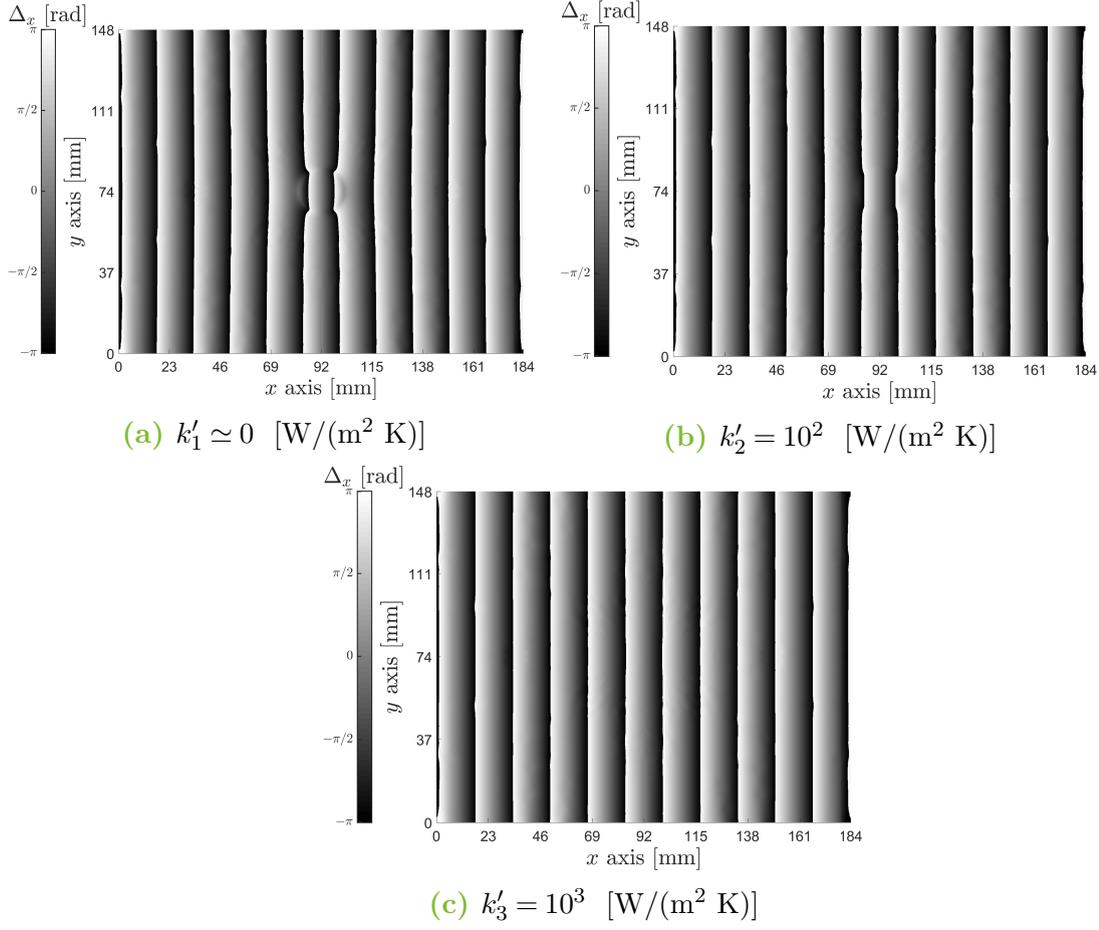 Δₓ [rad]
π
π/2
0
−π/2
−π
y axis [mm]
148
111
74
37
0
0 23 46 69 92 115 138 161 184
x axis [mm]
(a) k′₁ ≃ 0 [W/(m² K)]
Δₓ [rad]
π
π/2
0
−π/2
−π
y axis [mm]
148
111
74
37
0
0 23 46 69 92 115 138 161 184
x axis [mm]
(b) k′₂ = 10² [W/(m² K)]
Δₓ [rad]
π
π/2
0
−π/2
−π
y axis [mm]
148
111
74
37
0
0 23 46 69 92 115 138 161 184
x axis [mm]
(c) k′₃ = 10³ [W/(m² K)]